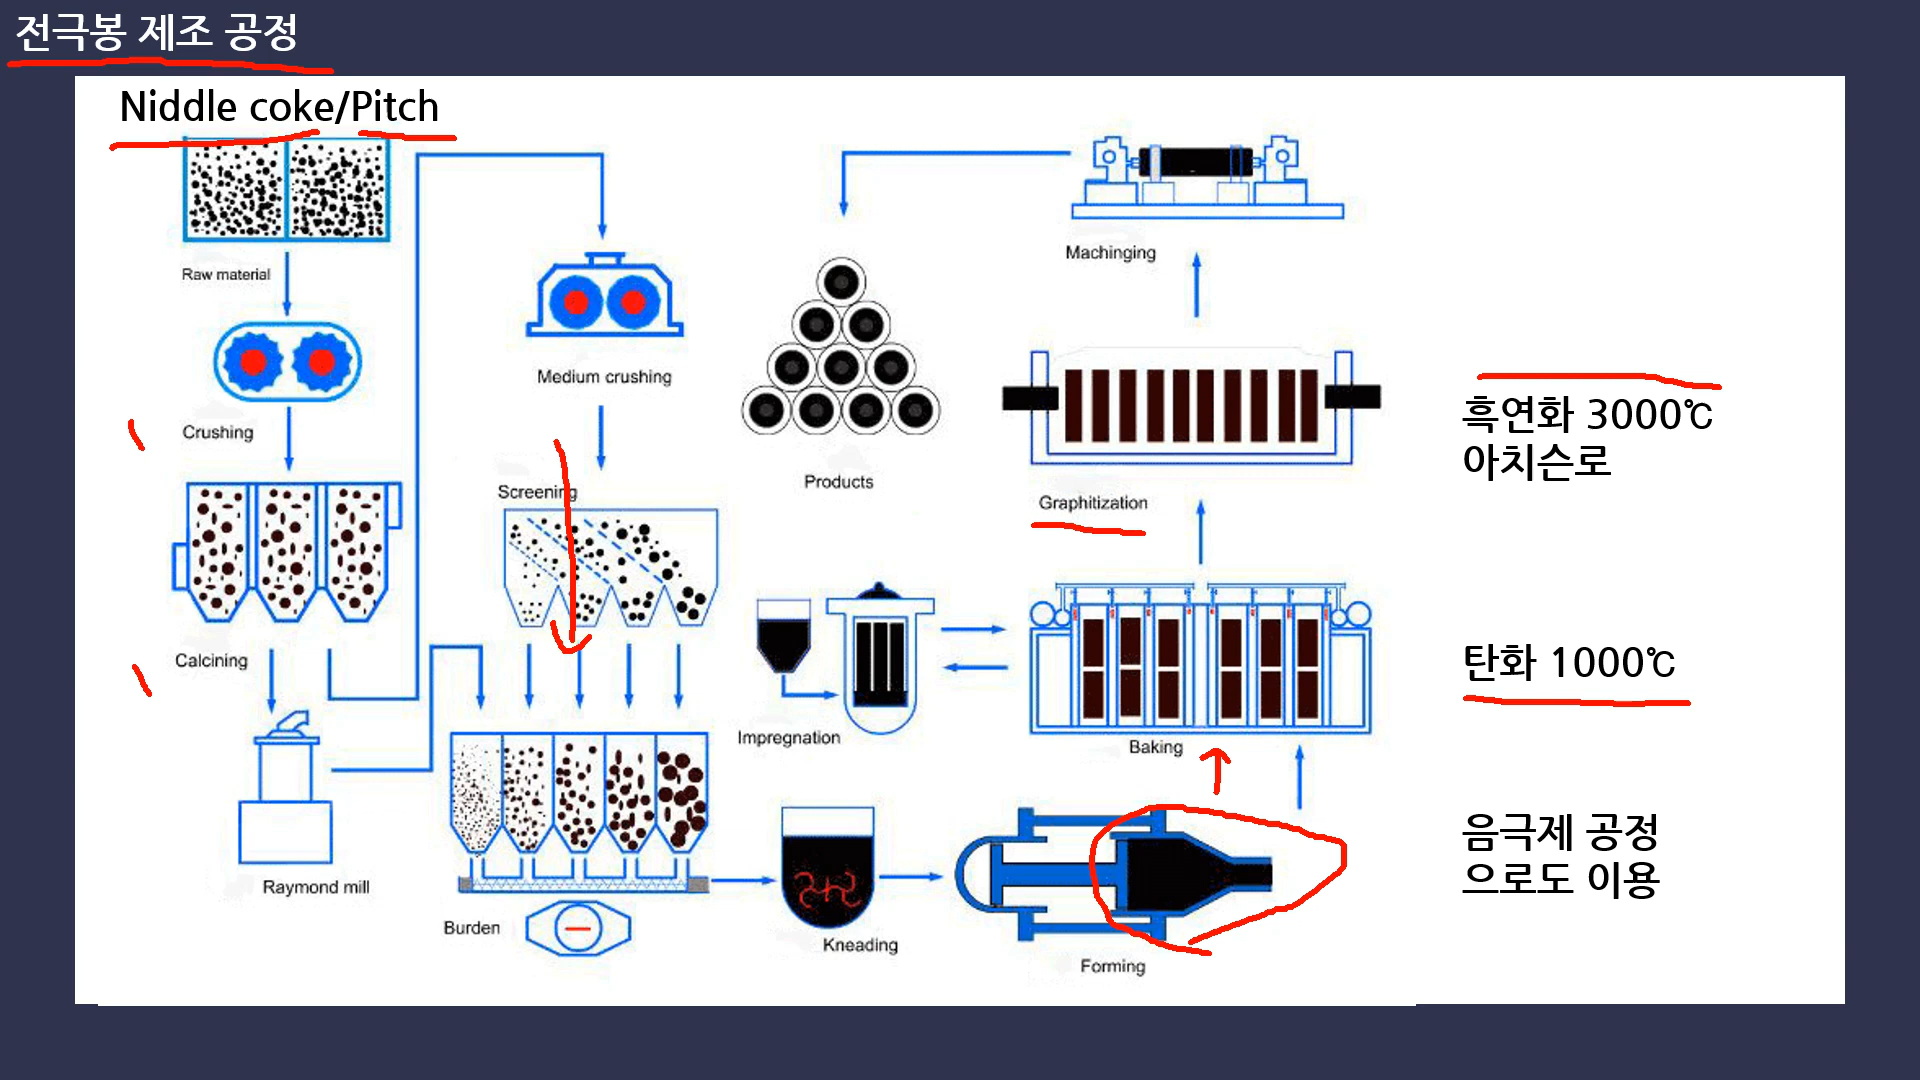 전극봉 제조 공정
Niddle coke/Pitch
Raw material
Crushing
Calcining
Raymond mill
Medium crushing
Screening
Burden
Kneading
Forming
Impregnation
Baking
Graphitization
Machinging
Products
흑연화 3000℃
아치슨로
탄화 1000℃
음극제 공정
으로도 이용